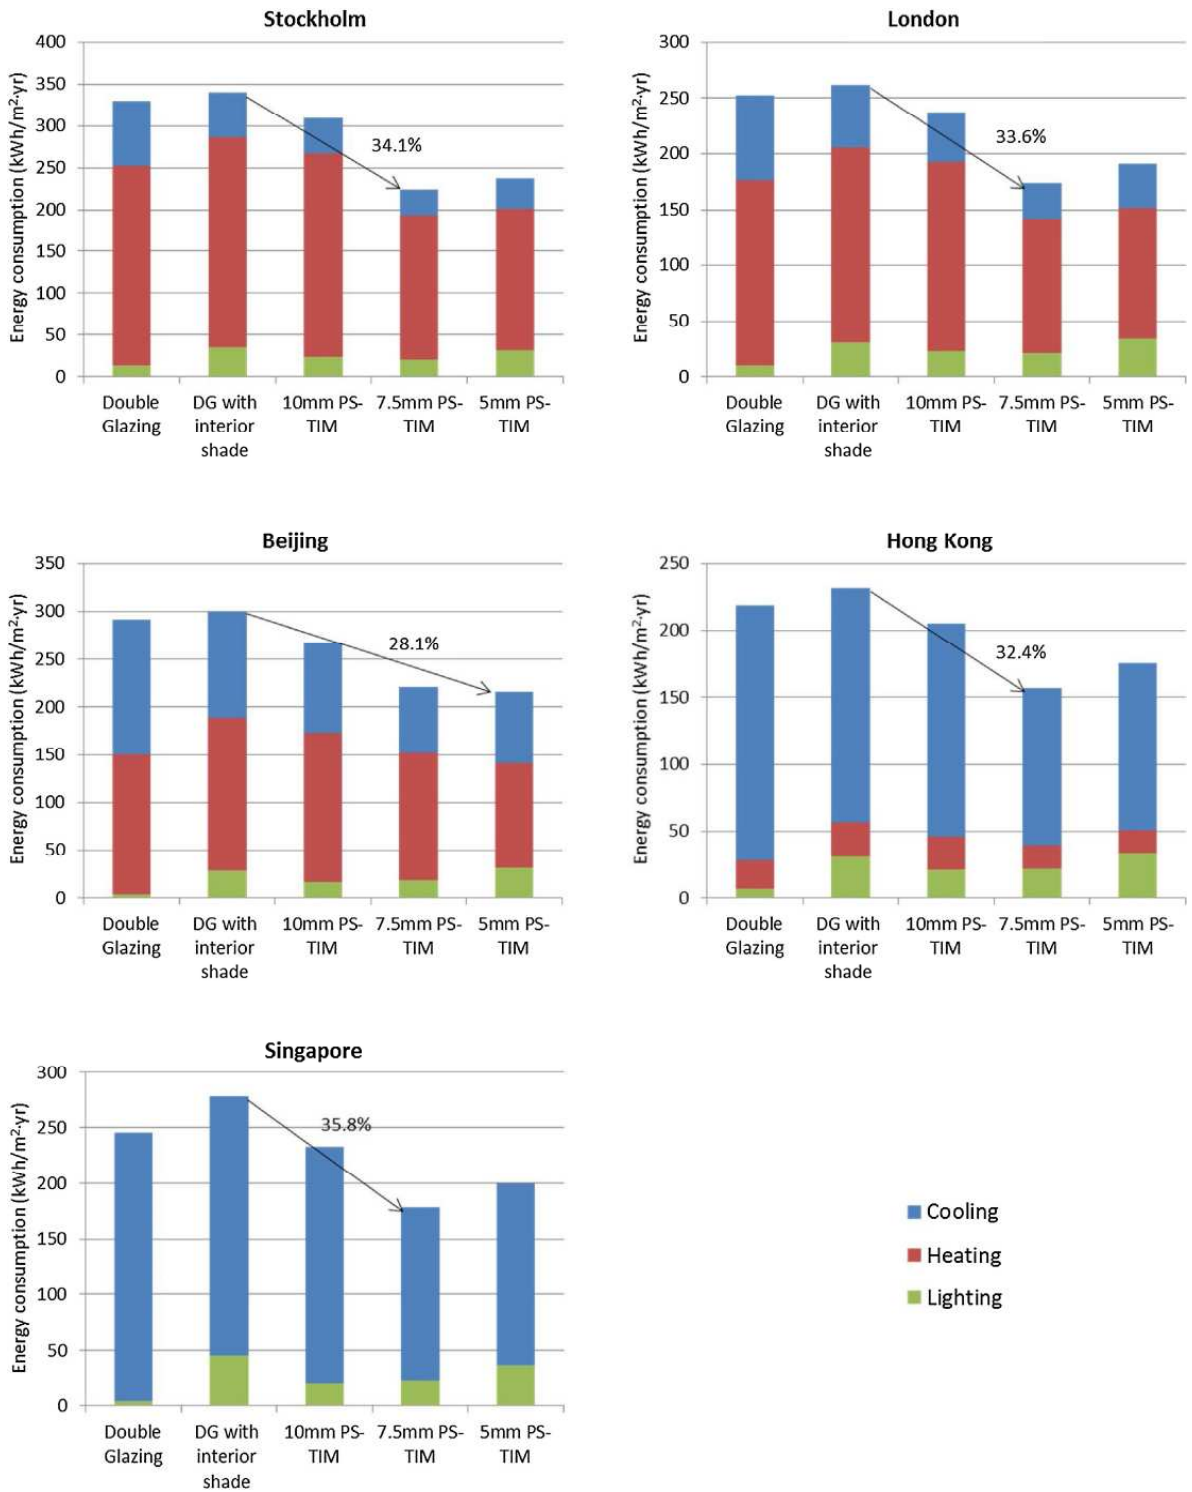 Stockholm
Energy consumption (kWh/m²·yr)
400
350
300
250
200
150
100
50
0
34.1%
Double
Glazing
DG with
interior
shade
10mm PS-
TIM
7.5mm PS-
TIM
5mm PS-
TIM
London
Energy consumption (kWh/m²·yr)
300
250
200
150
100
50
0
33.6%
Double
Glazing
DG with
interior
shade
10mm PS-
TIM
7.5mm PS-
TIM
5mm PS-
TIM
Beijing
Energy consumption (kWh/m²·yr)
350
300
250
200
150
100
50
0
28.1%
Double
Glazing
DG with
interior
shade
10mm PS-
TIM
7.5mm PS-
TIM
5mm PS-
TIM
Hong Kong
Energy consumption (kWh/m²·yr)
250
200
150
100
50
0
32.4%
Double
Glazing
DG with
interior
shade
10mm PS-
TIM
7.5mm PS-
TIM
5mm PS-
TIM
Singapore
Energy consumption (kWh/m²·yr)
300
250
200
150
100
50
0
35.8%
Double
Glazing
DG with
interior
shade
10mm PS-
TIM
7.5mm PS-
TIM
5mm PS-
TIM
Cooling
Heating
Lighting